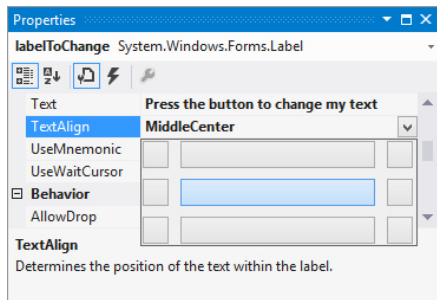 Properties
labelToChange System.Windows.Forms.Label
Text Press the button to change my text
TextAlign MiddleCenter
UseMnemonic
UseWaitCursor
Behavior
AllowDrop
TextAlign
Determines the position of the text within the label.